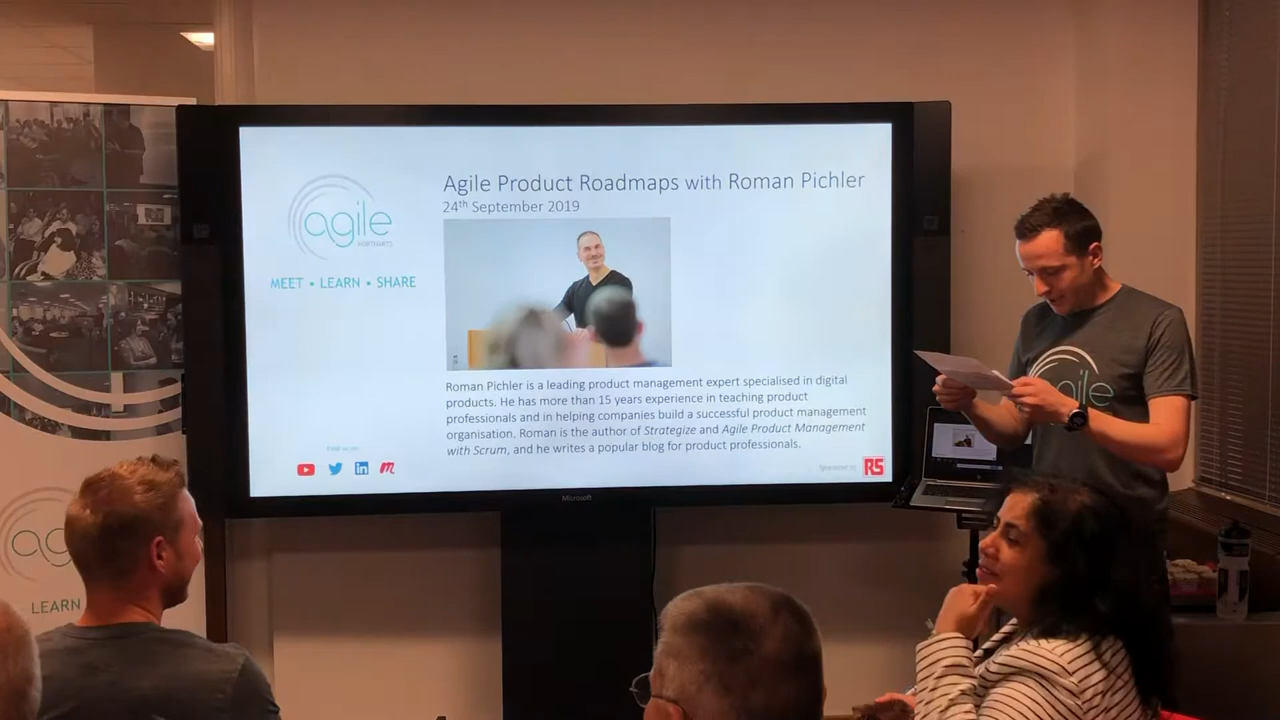 Agile Product Roadmaps with Roman Pichler
24th September 2019
agile
NORTHANTS
MEET • LEARN • SHARE
Roman Pichler is a leading product management expert specialised in digital
products. He has more than 15 years experience in teaching product
professionals and in helping companies build a successful product management
organisation. Roman is the author of Strategize and Agile Product Management
with Scrum, and he writes a popular blog for product professionals.
Sponsored by
RS
Microsoft
agile
LEARN